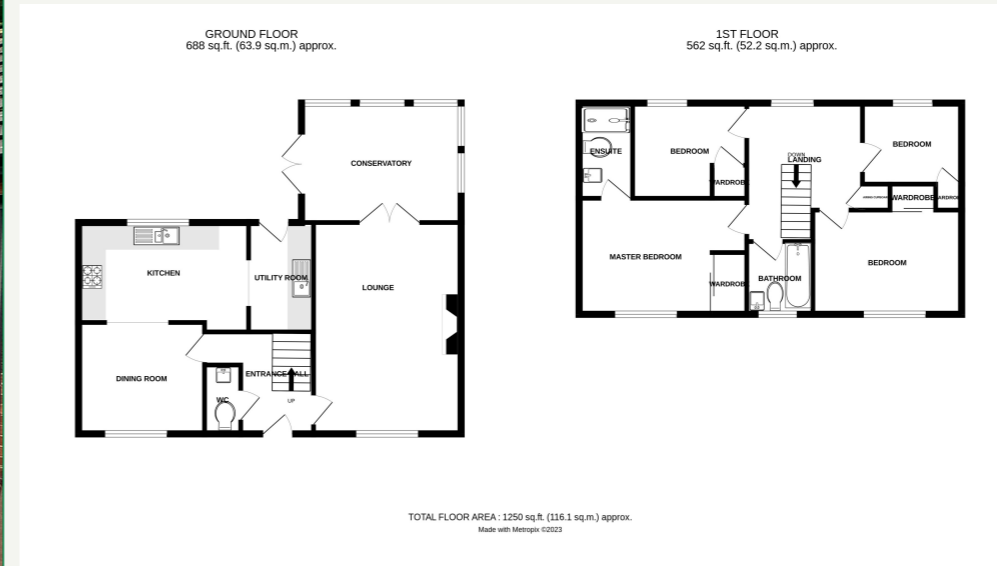 GROUND FLOOR
688 sq.ft. (63.9 sq.m.) approx.
1ST FLOOR
562 sq.ft. (52.2 sq.m.) approx.
CONSERVATORY
KITCHEN
UTILITY ROOM
LOUNGE
DINING ROOM
ENTRANCE HALL
WC
UP
ENSUITE
BEDROOM
WARDROBE
DOWN
LANDING
BEDROOM
WARDROBE
WARDROBE
MASTER BEDROOM
WARDROBE
BATHROOM
BEDROOM
TOTAL FLOOR AREA : 1250 sq.ft. (116.1 sq.m.) approx.
Made with Metropix ©2023